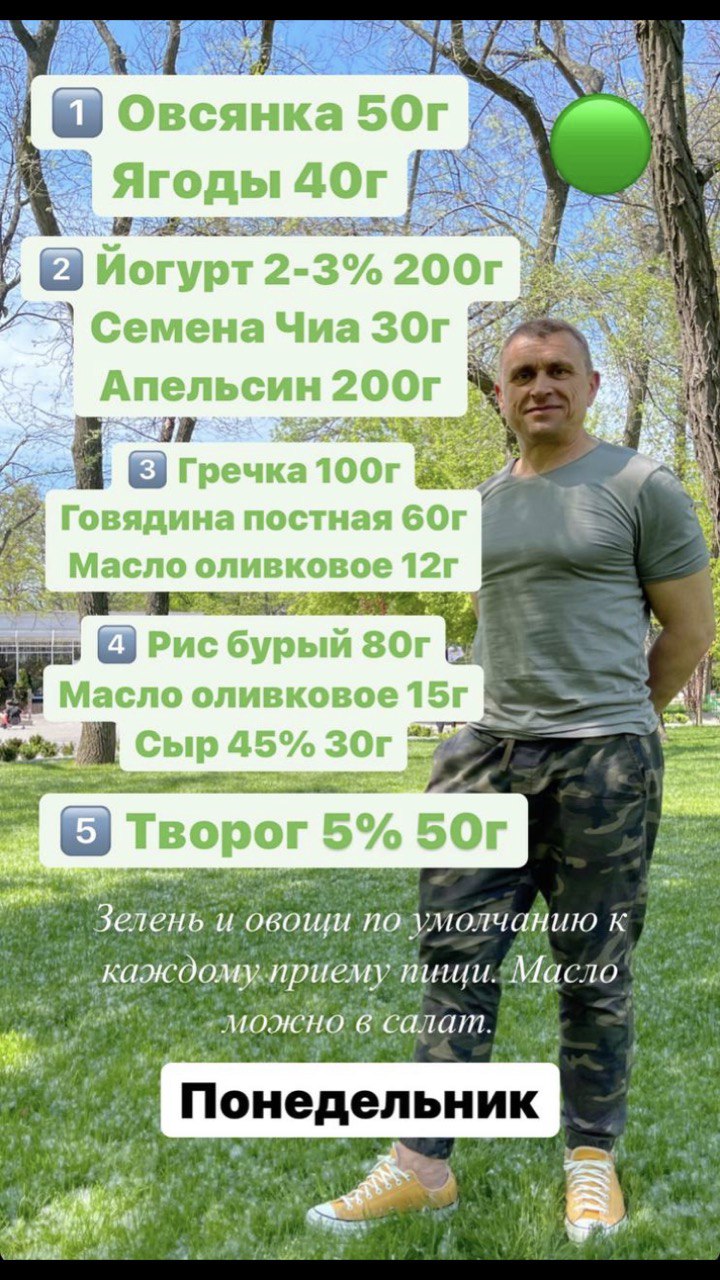 1 Овсянка 50г
Ягоды 40г
2 Йогурт 2-3% 200г
Семена Чиа 30г
Апельсин 200г
3 Гречка 100г
Говядина постная 60г
Масло оливковое 12г
4 Рис бурый 80г
Масло оливковое 15г
Сыр 45% 30г
5 Творог 5% 50г
Зелень и овощи по умолчанию к
каждому приему пищи. Масло
можно в салат.
Понедельник